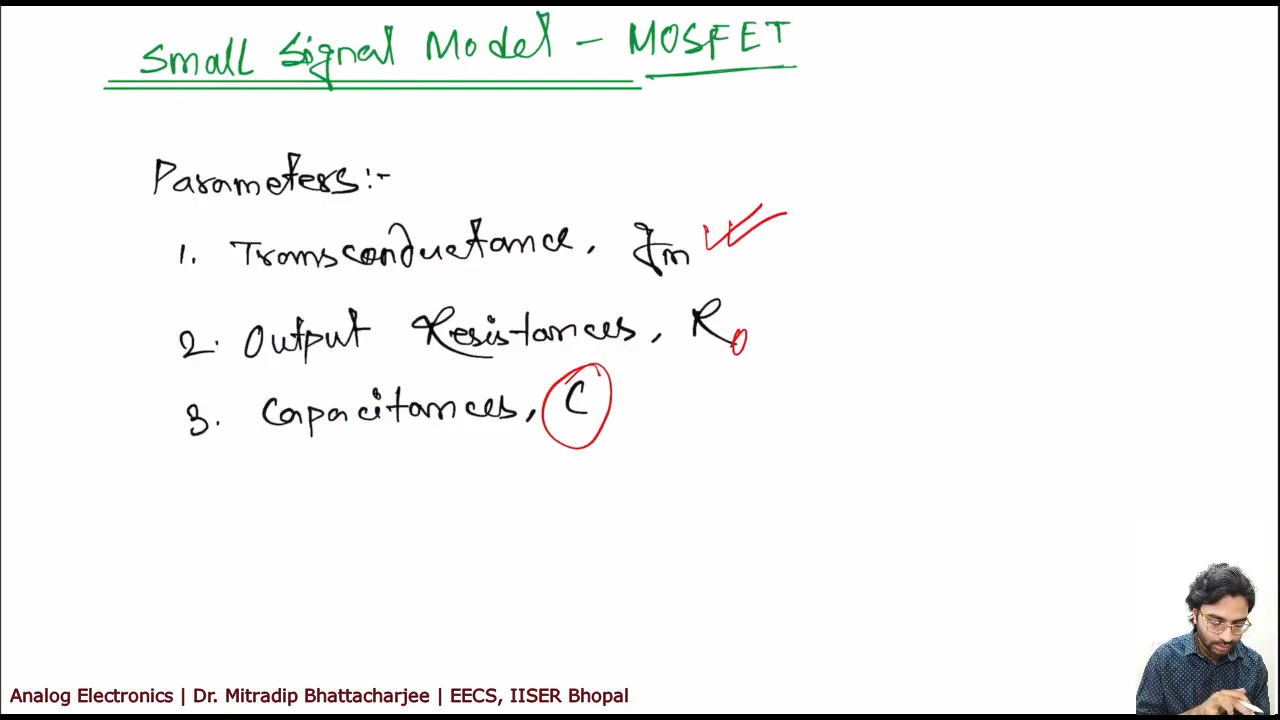 Small Signal Model - MOSFET
Parameters:-
1. Transconductance, gm
2. Output Resistances, Ro
3. Capacitances, C
Analog Electronics | Dr. Mitradip Bhattacharjee | EECS, IISER Bhopal